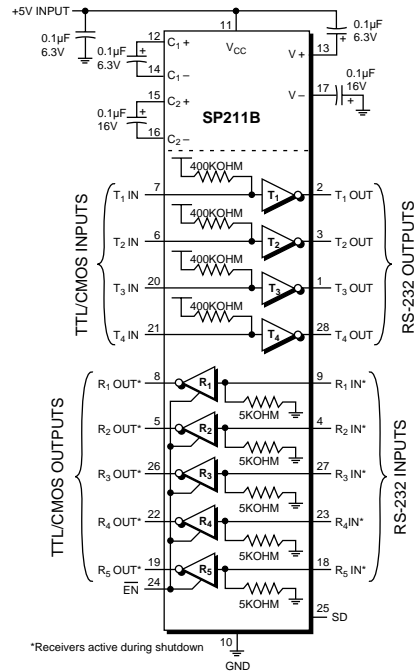 +5V INPUT
0.1µF
6.3V
12
C1 +
11
VCC
V +
13
0.1µF
6.3V
0.1µF
6.3V
14
C1 −
15
C2 +
V −
17
0.1µF
16V
0.1µF
16V
16
C2 −
SP211B
TTL/CMOS INPUTS
RS-232 OUTPUTS
400KOHM
T1 IN
7
T1
2
T1 OUT
400KOHM
T2 IN
6
T2
3
T2 OUT
400KOHM
T3 IN
20
T3
1
T3 OUT
400KOHM
T4 IN
21
T4
28
T4 OUT
TTL/CMOS OUTPUTS
RS-232 INPUTS
R1 OUT*
8
R1
9
R1 IN*
5KOHM
R2 OUT*
5
R2
4
R2 IN*
5KOHM
R3 OUT*
26
R3
27
R3 IN*
5KOHM
R4 OUT*
22
R4
23
R4IN*
5KOHM
R5 OUT*
19
R5
18
R5 IN*
5KOHM
24
EN
25
SD
*Receivers active during shutdown
10
GND